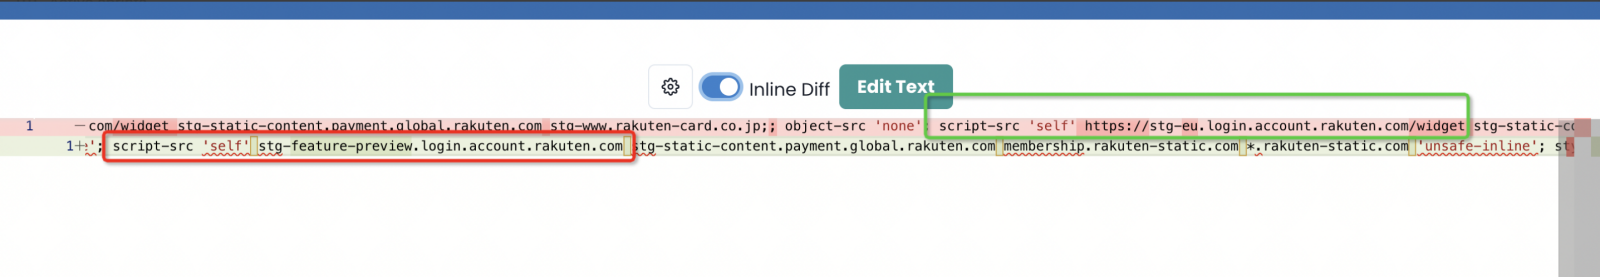 Inline Diff
Edit Text
1 —com/widget stg-static-content.payment.global.rakuten.com stg-www.rakuten-card.co.jp;; object-src 'none'; script-src 'self' https://stg-eu.login.account.rakuten.com/widget stg-static-co
1+ '; script-src 'self' stg-feature-preview.login.account.rakuten.com stg-static-content.payment.global.rakuten.com membership.rakuten-static.com *.rakuten-static.com 'unsafe-inline'; sty